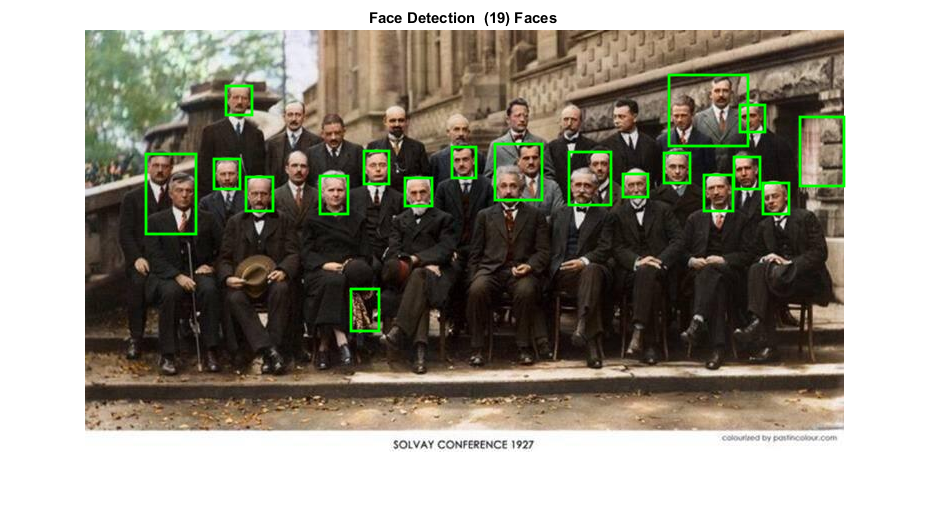 Face Detection  (19) Faces
colourized by pastincolour.com
SOLVAY CONFERENCE 1927